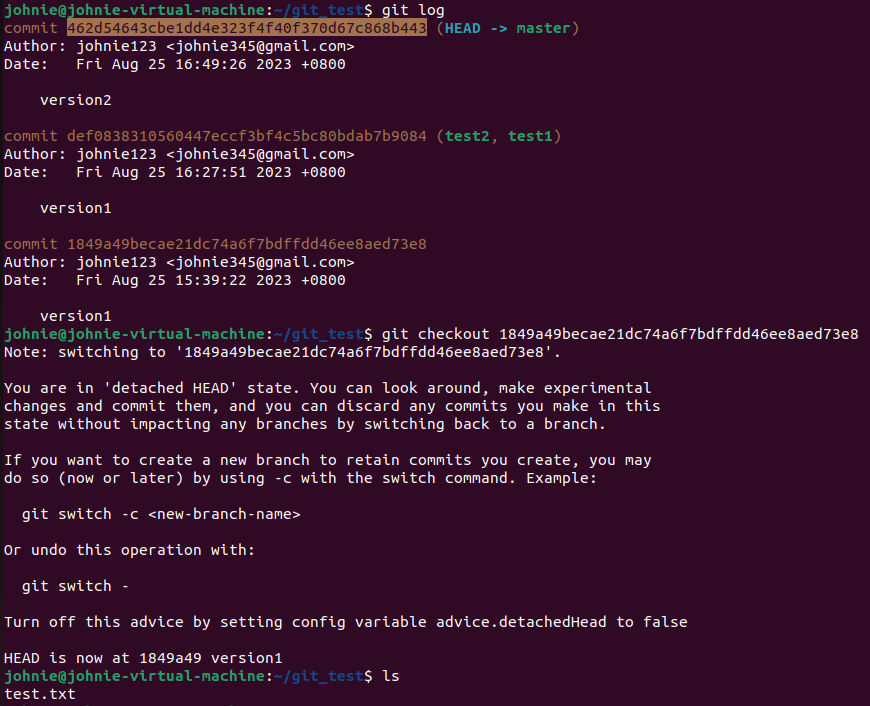 johnie@johnie-virtual-machine:~/git_test$ git log
commit 462d54643cbe1dd4e323f4f40f370d67c868b443 (HEAD -> master)
Author: johnie123 <johnie345@gmail.com>
Date:   Fri Aug 25 16:49:26 2023 +0800

    version2

commit def0838310560447eccf3bf4c5bc80bdab7b9084 (test2, test1)
Author: johnie123 <johnie345@gmail.com>
Date:   Fri Aug 25 16:27:51 2023 +0800

    version1

commit 1849a49becae21dc74a6f7bdffdd46ee8aed73e8
Author: johnie123 <johnie345@gmail.com>
Date:   Fri Aug 25 15:39:22 2023 +0800

    version1
johnie@johnie-virtual-machine:~/git_test$ git checkout 1849a49becae21dc74a6f7bdffdd46ee8aed73e8
Note: switching to '1849a49becae21dc74a6f7bdffdd46ee8aed73e8'.

You are in 'detached HEAD' state. You can look around, make experimental
changes and commit them, and you can discard any commits you make in this
state without impacting any branches by switching back to a branch.

If you want to create a new branch to retain commits you create, you may
do so (now or later) by using -c with the switch command. Example:

  git switch -c <new-branch-name>

Or undo this operation with:

  git switch -

Turn off this advice by setting config variable advice.detachedHead to false

HEAD is now at 1849a49 version1
johnie@johnie-virtual-machine:~/git_test$ ls
test.txt